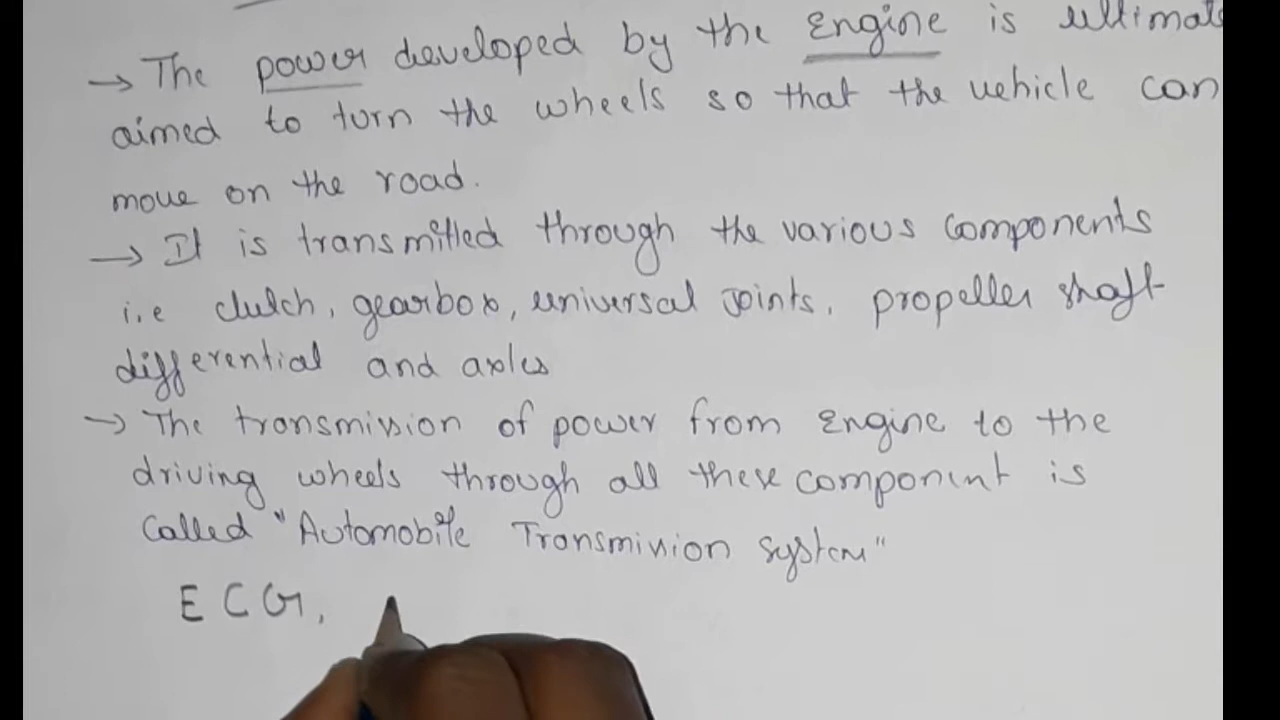 → The power developed by the Engine is ultimat
aimed to turn the wheels so that the vehicle can
move on the road.
→ It is transmitted through the various components
i.e clutch, gearbox, universal joints, propeller shaft
differential and axles
→ The transmission of power from Engine to the
driving wheels through all these component is
called "Automobile Transmission system"
E C G,